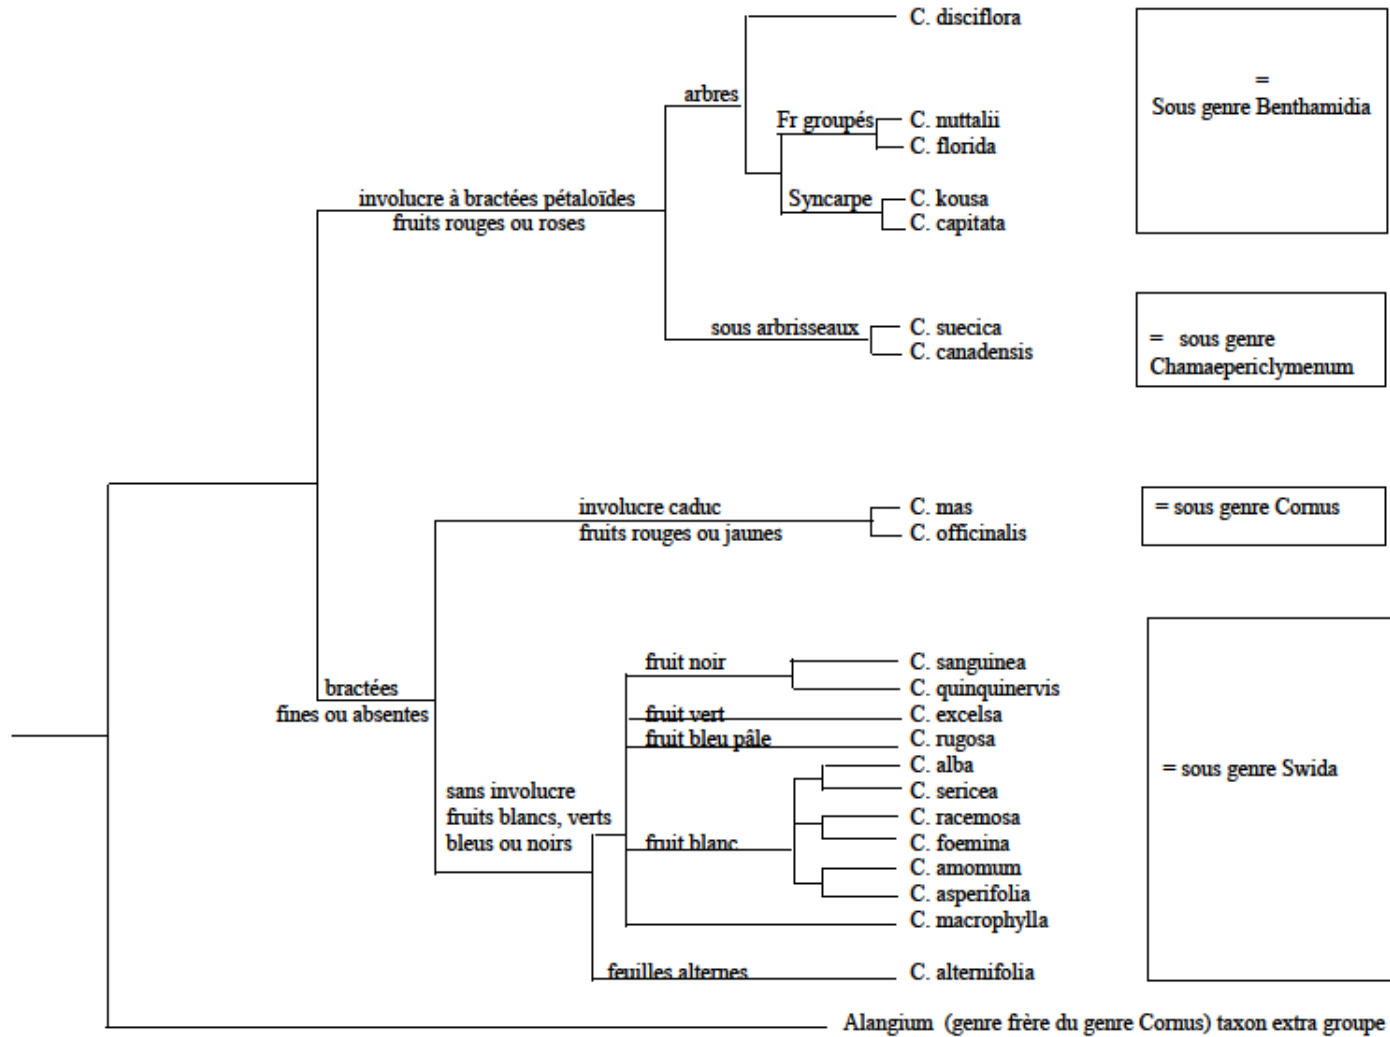 C. disciflora
=
Sous genre Benthamidia
arbres
Fr groupés
C. nuttalii
C. florida
involucre à bractées pétaloïdes
fruits rouges ou roses
Syncarpe
C. kousa
C. capitata
sous arbrisseaux
C. suecica
C. canadensis
= sous genre
Chamaepericlymenum
involucre caduc
fruits rouges ou jaunes
C. mas
C. officinalis
= sous genre Cornus
bractées
fines ou absentes
fruit noir
C. sanguinea
C. quinquinervis
fruit vert
C. excelsa
fruit bleu pâle
C. rugosa
C. alba
C. sericea
= sous genre Swida
sans involucre
fruits blancs, verts
bleus ou noirs
C. racemosa
fruit blanc
C. foemina
C. amomum
C. asperifolia
C. macrophylla
feuilles alternes
C. alternifolia
Alangium (genre frère du genre Cornus) taxon extra groupe